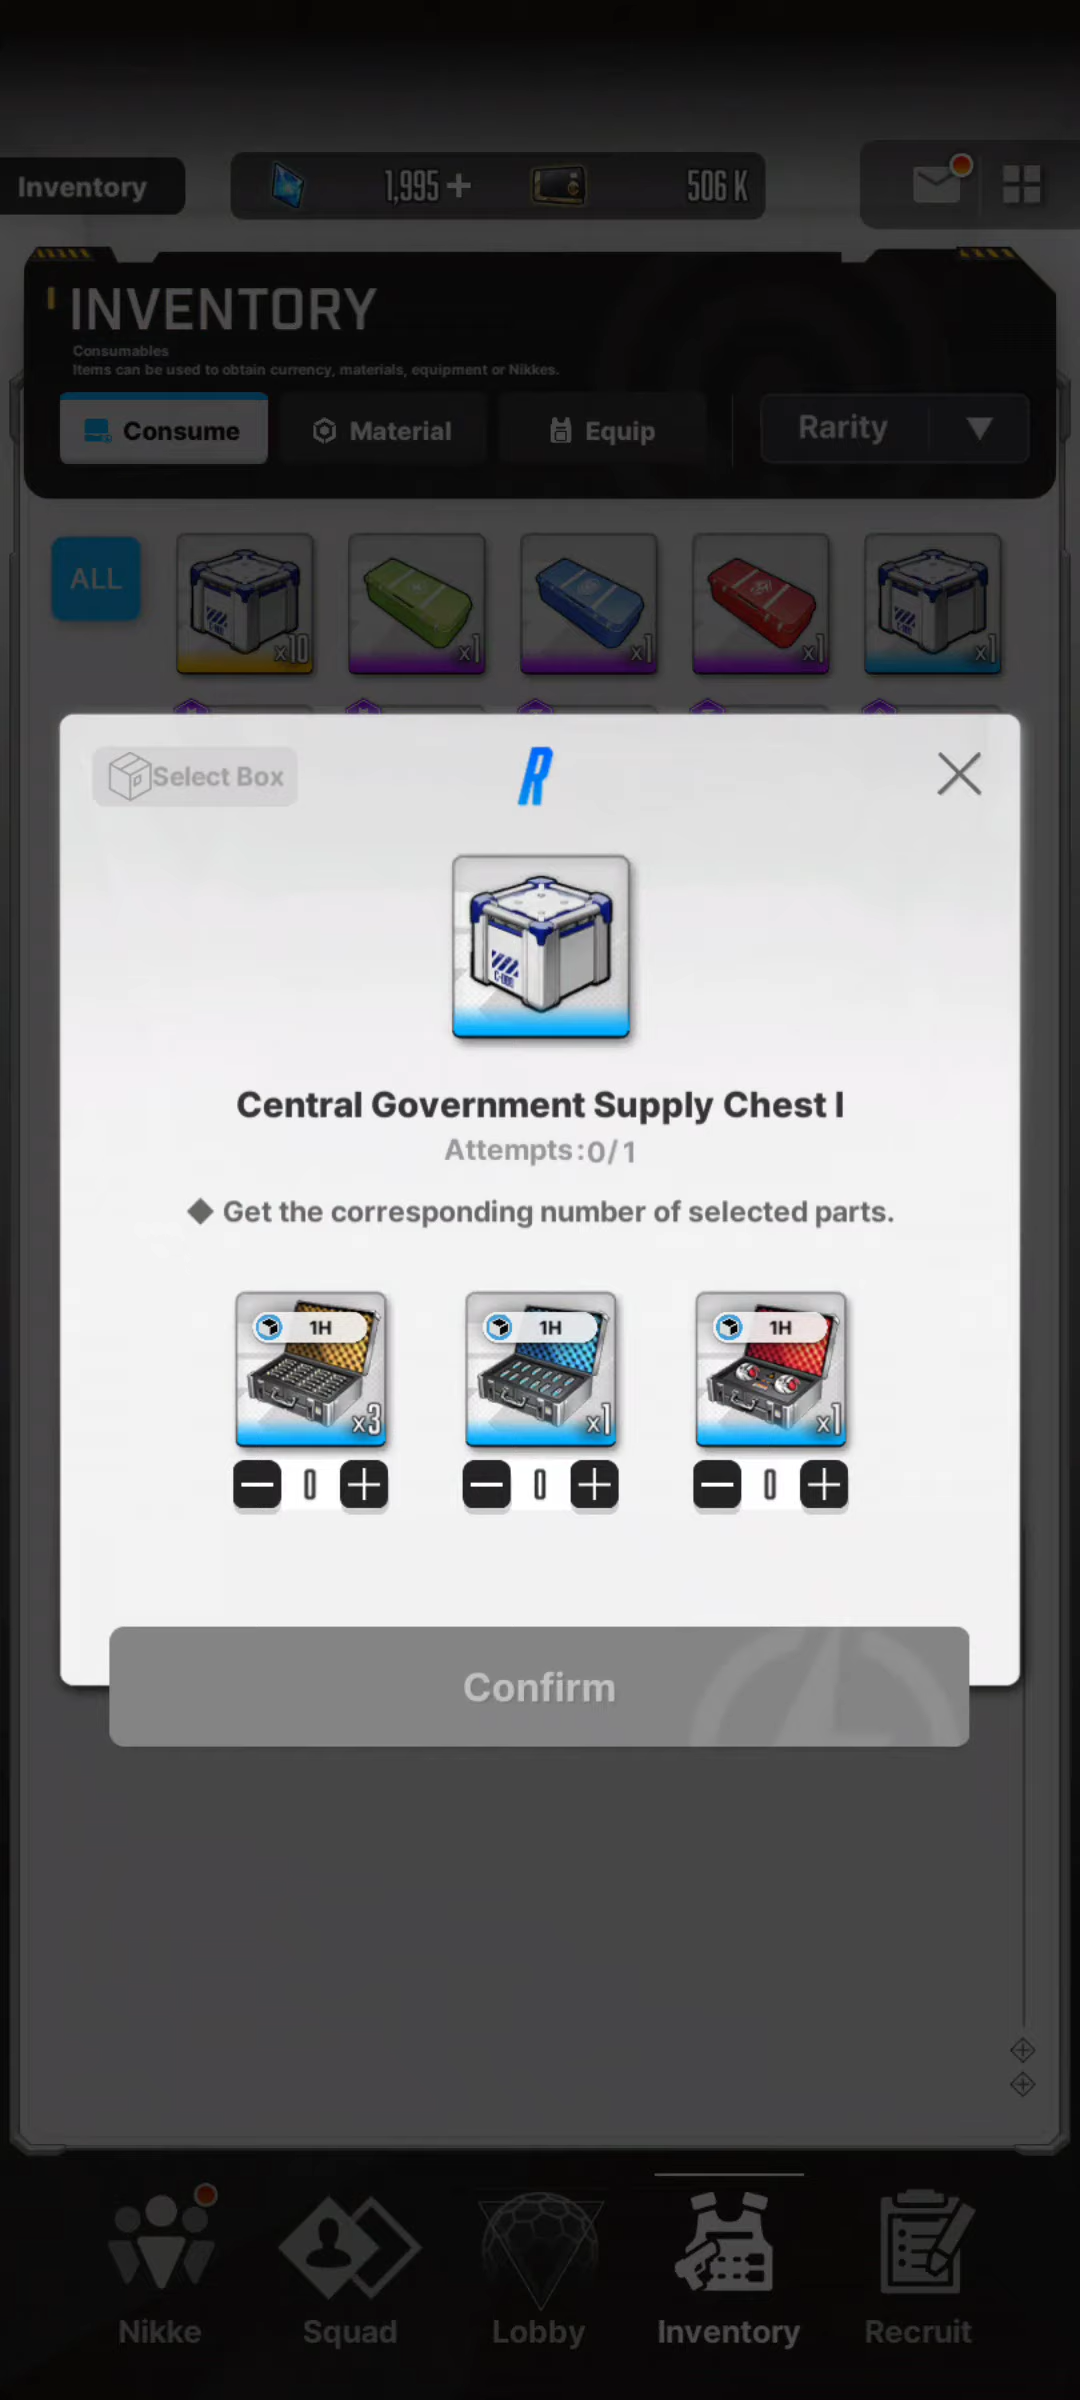 Inventory
1,995 +
506 K
INVENTORY
Consumables
Items can be used to obtain currency, materials, equipment or Nikkes.
Consume
Material
Equip
Rarity
ALL
x10
x1
x1
x1
x1
Select Box
R
Central Government Supply Chest I
Attempts:0/1
◆ Get the corresponding number of selected parts.
1H
1H
1H
x3
x1
x1
0
0
0
Confirm
Nikke
Squad
Lobby
Inventory
Recruit